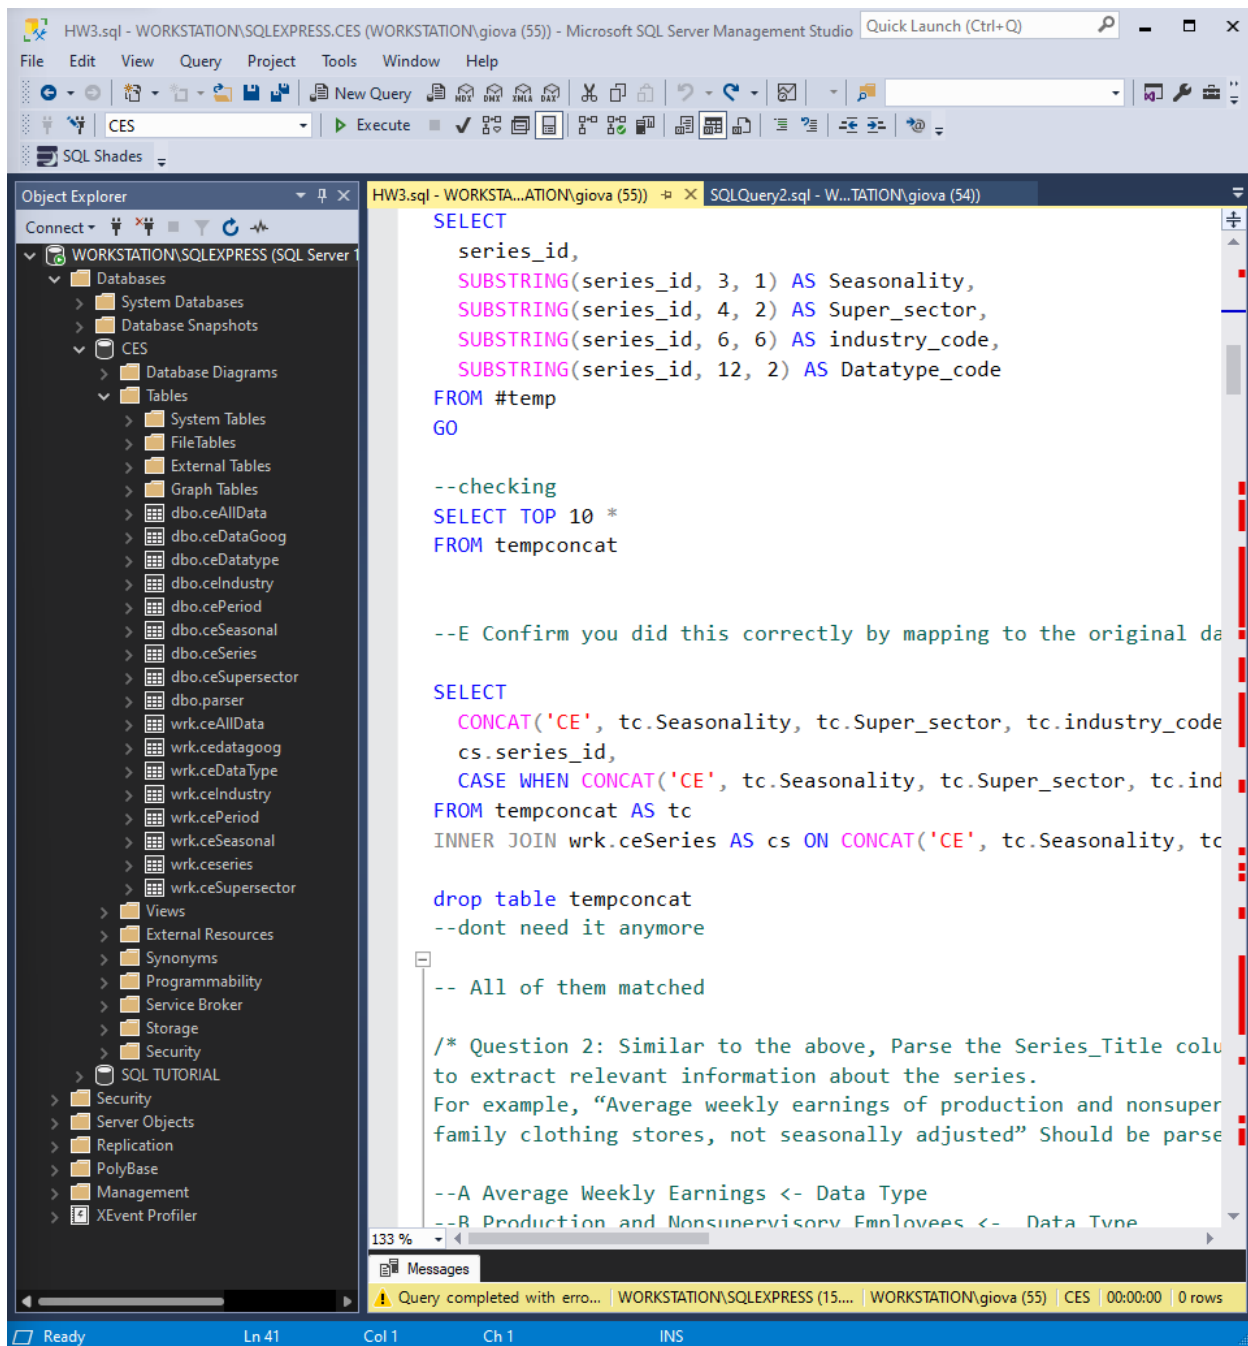 HW3.sql - WORKSTATION\SQLEXPRESS.CES (WORKSTATION\giova (55)) - Microsoft SQL Server Management Studio
Quick Launch (Ctrl+Q)
File Edit View Query Project Tools Window Help
New Query MDX DMX XMLA DAX
CES Execute
SQL Shades
Object Explorer
Connect
WORKSTATION\SQLEXPRESS (SQL Server 1
Databases
System Databases
Database Snapshots
CES
Database Diagrams
Tables
System Tables
FileTables
External Tables
Graph Tables
dbo.ceAllData
dbo.ceDataGoog
dbo.ceDatatype
dbo.ceIndustry
dbo.cePeriod
dbo.ceSeasonal
dbo.ceSeries
dbo.ceSupersector
dbo.parser
wrk.ceAllData
wrk.cedatagoog
wrk.ceDataType
wrk.ceIndustry
wrk.cePeriod
wrk.ceSeasonal
wrk.ceseries
wrk.ceSupersector
Views
External Resources
Synonyms
Programmability
Service Broker
Storage
Security
SQL TUTORIAL
Security
Server Objects
Replication
PolyBase
Management
XEvent Profiler
HW3.sql - WORKSTA...ATION\giova (55))
SQLQuery2.sql - W...TATION\giova (54))
SELECT
series_id,
SUBSTRING(series_id, 3, 1) AS Seasonality,
SUBSTRING(series_id, 4, 2) AS Super_sector,
SUBSTRING(series_id, 6, 6) AS industry_code,
SUBSTRING(series_id, 12, 2) AS Datatype_code
FROM #temp
GO
--checking
SELECT TOP 10 *
FROM tempconcat
--E Confirm you did this correctly by mapping to the original da
SELECT
CONCAT('CE', tc.Seasonality, tc.Super_sector, tc.industry_code
cs.series_id,
CASE WHEN CONCAT('CE', tc.Seasonality, tc.Super_sector, tc.ind
FROM tempconcat AS tc
INNER JOIN wrk.ceSeries AS cs ON CONCAT('CE', tc.Seasonality, tc
drop table tempconcat
--dont need it anymore
-- All of them matched
/* Question 2: Similar to the above, Parse the Series_Title colu
to extract relevant information about the series.
For example, “Average weekly earnings of production and nonsuper
family clothing stores, not seasonally adjusted” Should be parse
--A Average Weekly Earnings <- Data Type
--B Production and Nonsupervisory Employees <- Data Type
133 %
Messages
Query completed with erro... WORKSTATION\SQLEXPRESS (15.... WORKSTATION\giova (55) CES 00:00:00 0 rows
Ready Ln 41 Col 1 Ch 1 INS